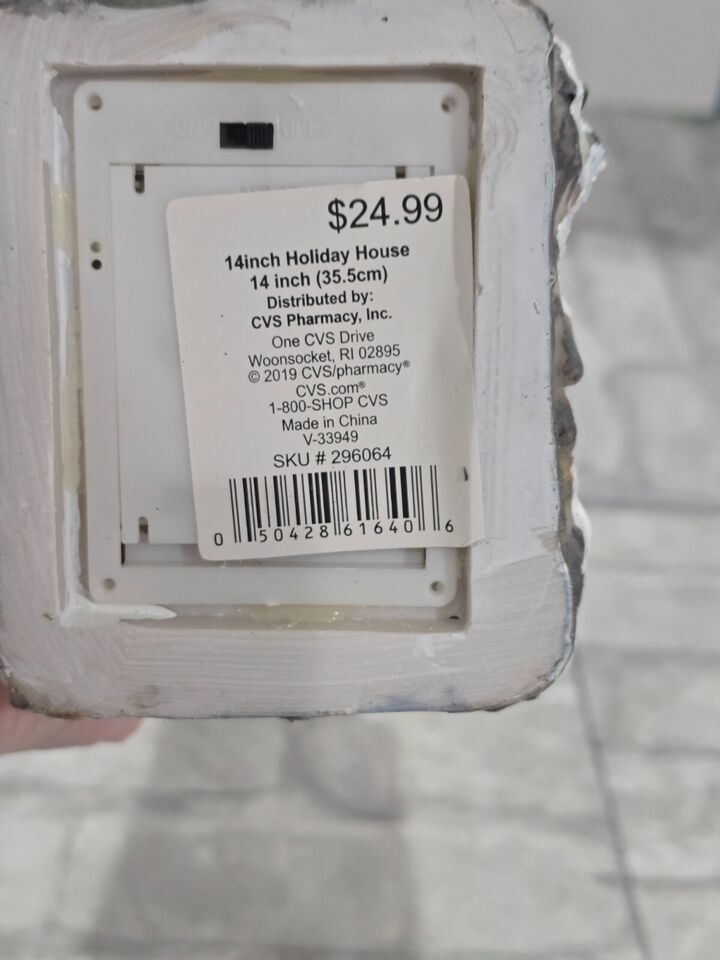 ON OFF
$24.99
14inch Holiday House
14 inch (35.5cm)
Distributed by:
CVS Pharmacy, Inc.
One CVS Drive
Woonsocket, RI 02895
© 2019 CVS/pharmacy®
CVS.com®
1-800-SHOP CVS
Made in China
V-33949
SKU # 296064
0 50428 61640 6